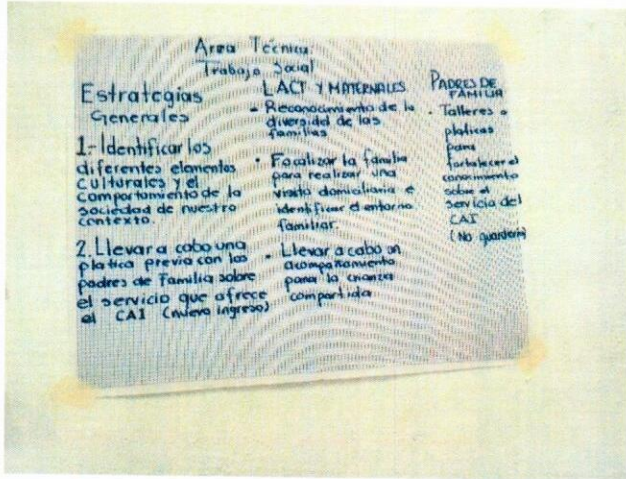 Area Técnica
Trabajo Social
Estrategias
Generales
1.- Identificar los
diferentes elementos
culturales y el
comportamiento de la
sociedad de nuestro
contexto.
2. Llevar a cabo una
platica previa con los
padres de Familia sobre
el servicio que ofrece
el CAI (nuevo ingreso)
LACT Y MATERNALES
- Reconocimiento de la
diversidad de las
familias
• Focalizar la familia
para realizar una
visita domiciliaria e
identificar el entorno
familiar.
• Llevar a cabo un
acompañamiento
para la crianza
compartida
PADRES DE
FAMILIA
- Talleres o
platicas
para
fortalecer el
conocimiento
sobre el
servicio del
CAI
(No guardería)